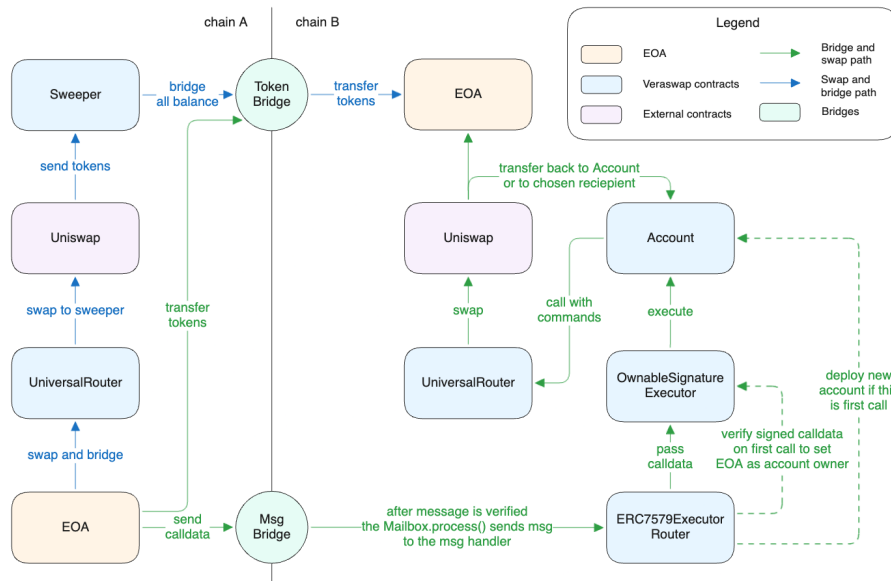 chain A
chain B
Legend
EOA
Bridge and
swap path
Veraswap contracts
Swap and
bridge path
External contracts
Bridges
Sweeper
bridge
all balance
Token
Bridge
transfer
tokens
EOA
send tokens
transfer back to Account
or to chosen reciepient
Uniswap
Uniswap
Account
swap to sweeper
transfer
tokens
swap
call with
commands
execute
UniversalRouter
UniversalRouter
OwnableSignature
Executor
deploy new
account if thi
is first call
swap and bridge
pass
calldata
verify signed calldata
on first call to set
EOA as account owner
EOA
send
calldata
Msg
Bridge
after message is verified
the Mailbox.process() sends msg
to the msg handler
ERC7579Executor
Router